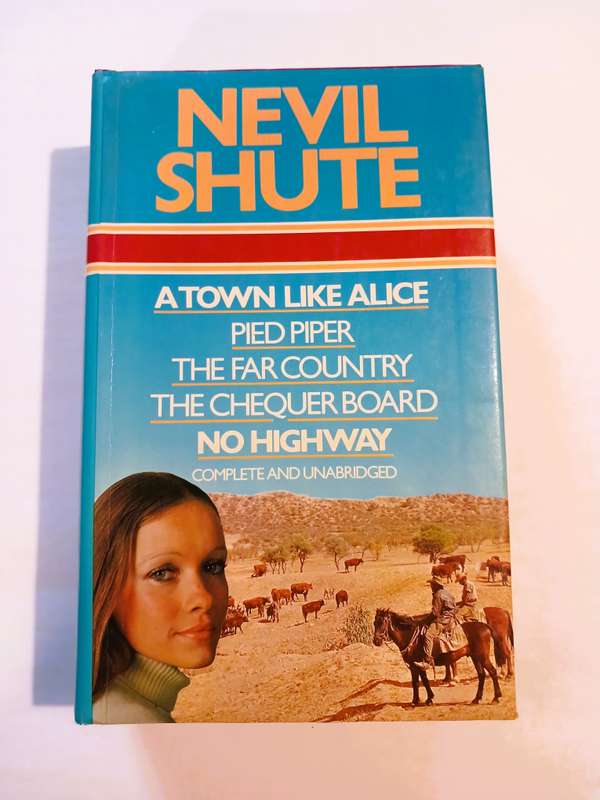 NEVIL
SHUTE
A TOWN LIKE ALICE
PIED PIPER
THE FAR COUNTRY
THE CHEQUER BOARD
NO HIGHWAY
COMPLETE AND UNABRIDGED